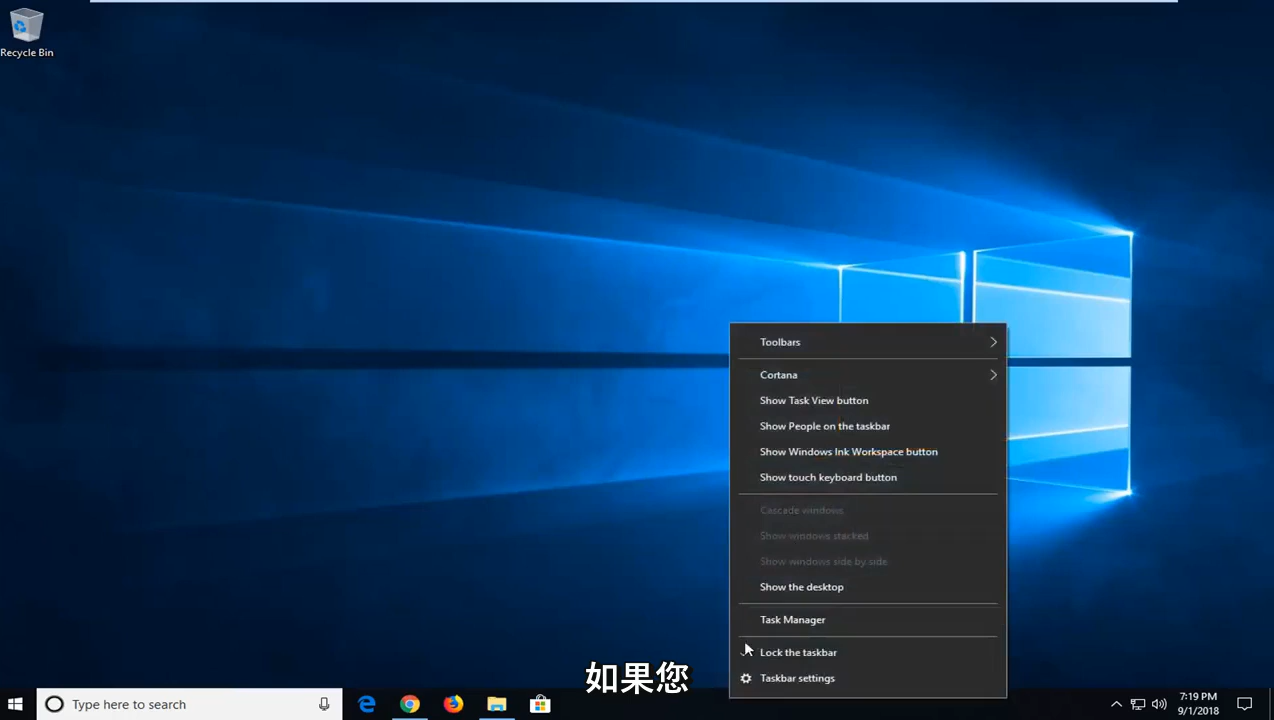 Recycle Bin
Toolbars
Cortana
Show Task View button
Show People on the taskbar
Show Windows Ink Workspace button
Show touch keyboard button
Cascade windows
Show windows stacked
Show windows side by side
Show the desktop
Task Manager
Lock the taskbar
Taskbar settings
如果您
Type here to search
7:19 PM
9/1/2018